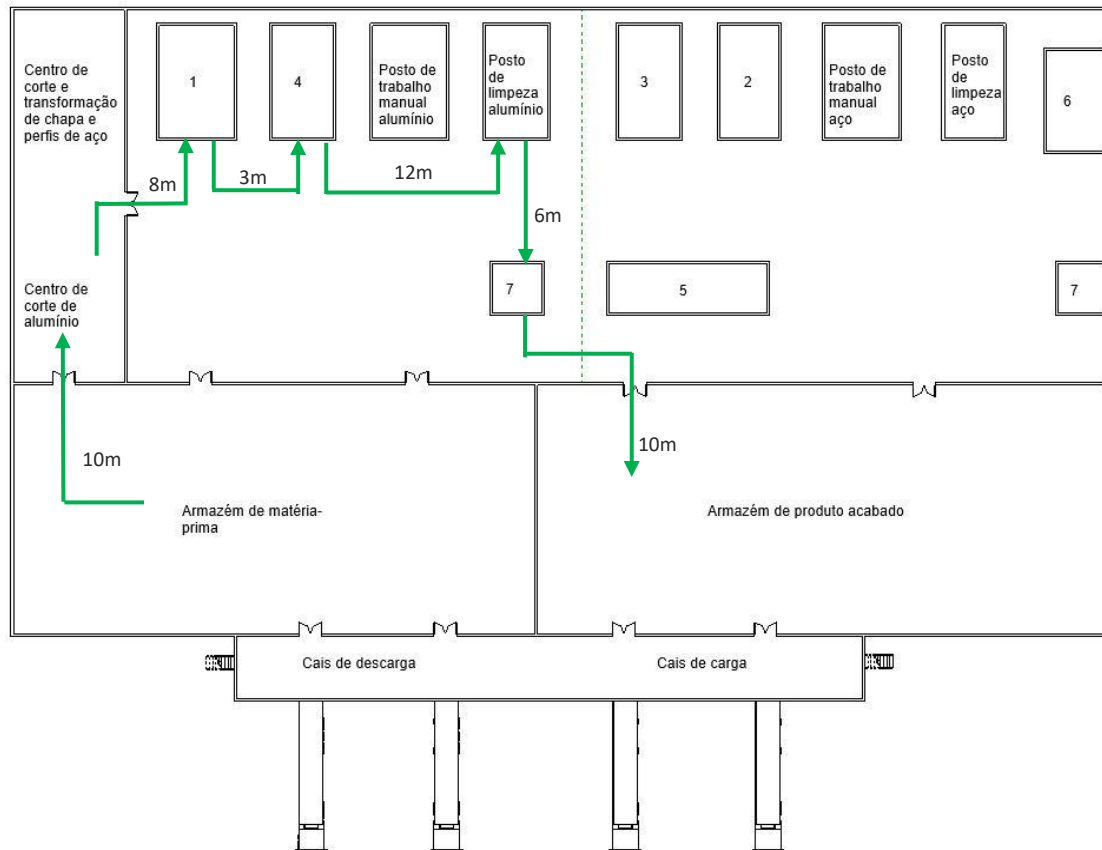 Centro de
corte e
transformação
de chapa e
perfis de aço
1
4
Posto de
trabalho
manual
alumínio
Posto
de
limpeza
alumínio
3
2
Posto de
trabalho
manual
aço
Posto
de
limpeza
aço
6
8m
3m
12m
6m
Centro de
corte de
alumínio
7
5
7
10m
10m
Armazém de matéria-
prima
Armazém de produto acabado
Cais de descarga
Cais de carga